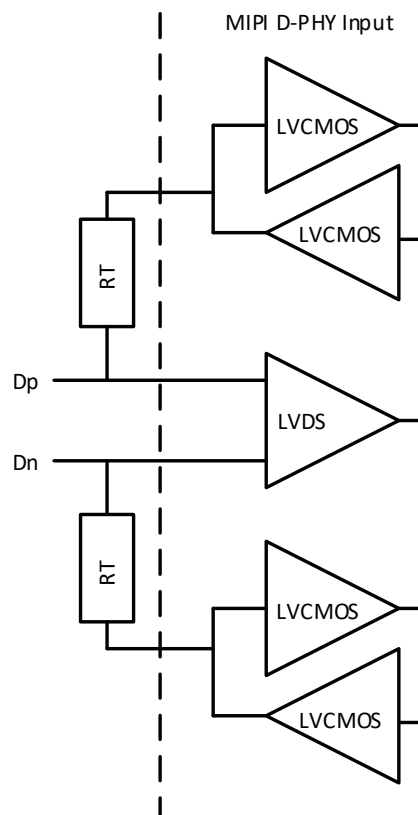 MIPI D-PHY Input
LVCMOS
LVCMOS
RT
Dp
LVDS
Dn
RT
LVCMOS
LVCMOS